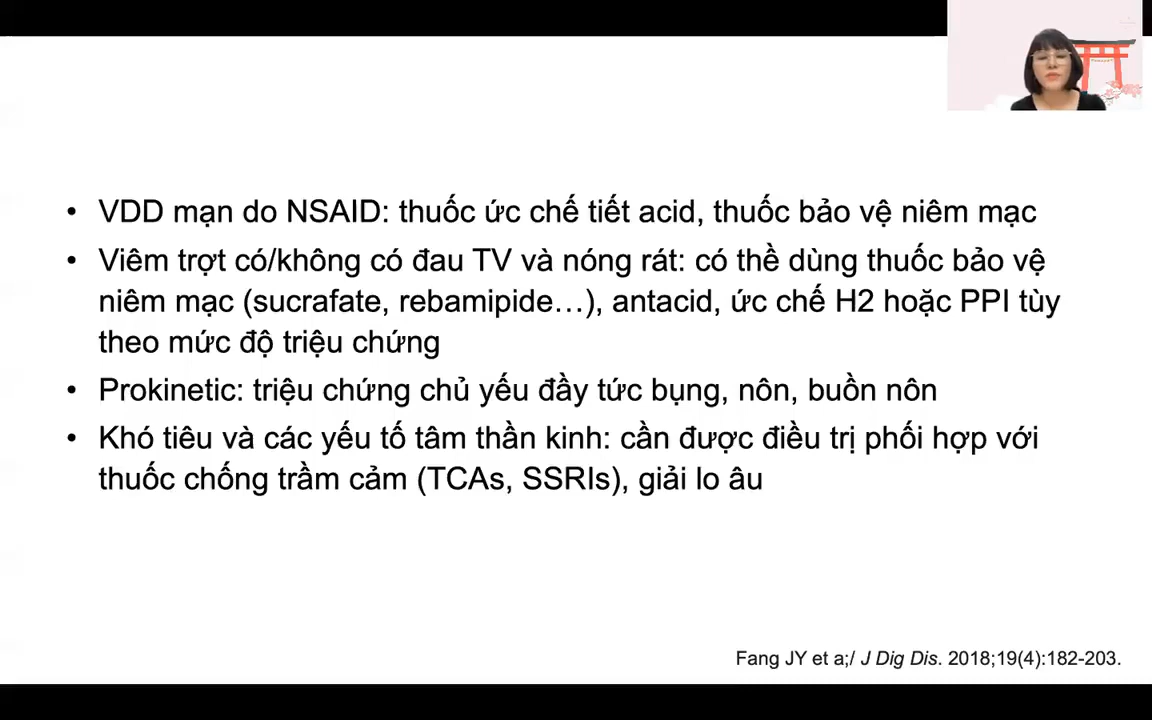 • VDD mạn do NSAID: thuốc ức chế tiết acid, thuốc bảo vệ niêm mạc
• Viêm trợt có/không có đau TV và nóng rát: có thể dùng thuốc bảo vệ
niêm mạc (sucrafate, rebamipide…), antacid, ức chế H2 hoặc PPI tùy
theo mức độ triệu chứng
• Prokinetic: triệu chứng chủ yếu đầy tức bụng, nôn, buồn nôn
• Khó tiêu và các yếu tố tâm thần kinh: cần được điều trị phối hợp với
thuốc chống trầm cảm (TCAs, SSRIs), giải lo âu
Fang JY et a;/ J Dig Dis. 2018;19(4):182-203.